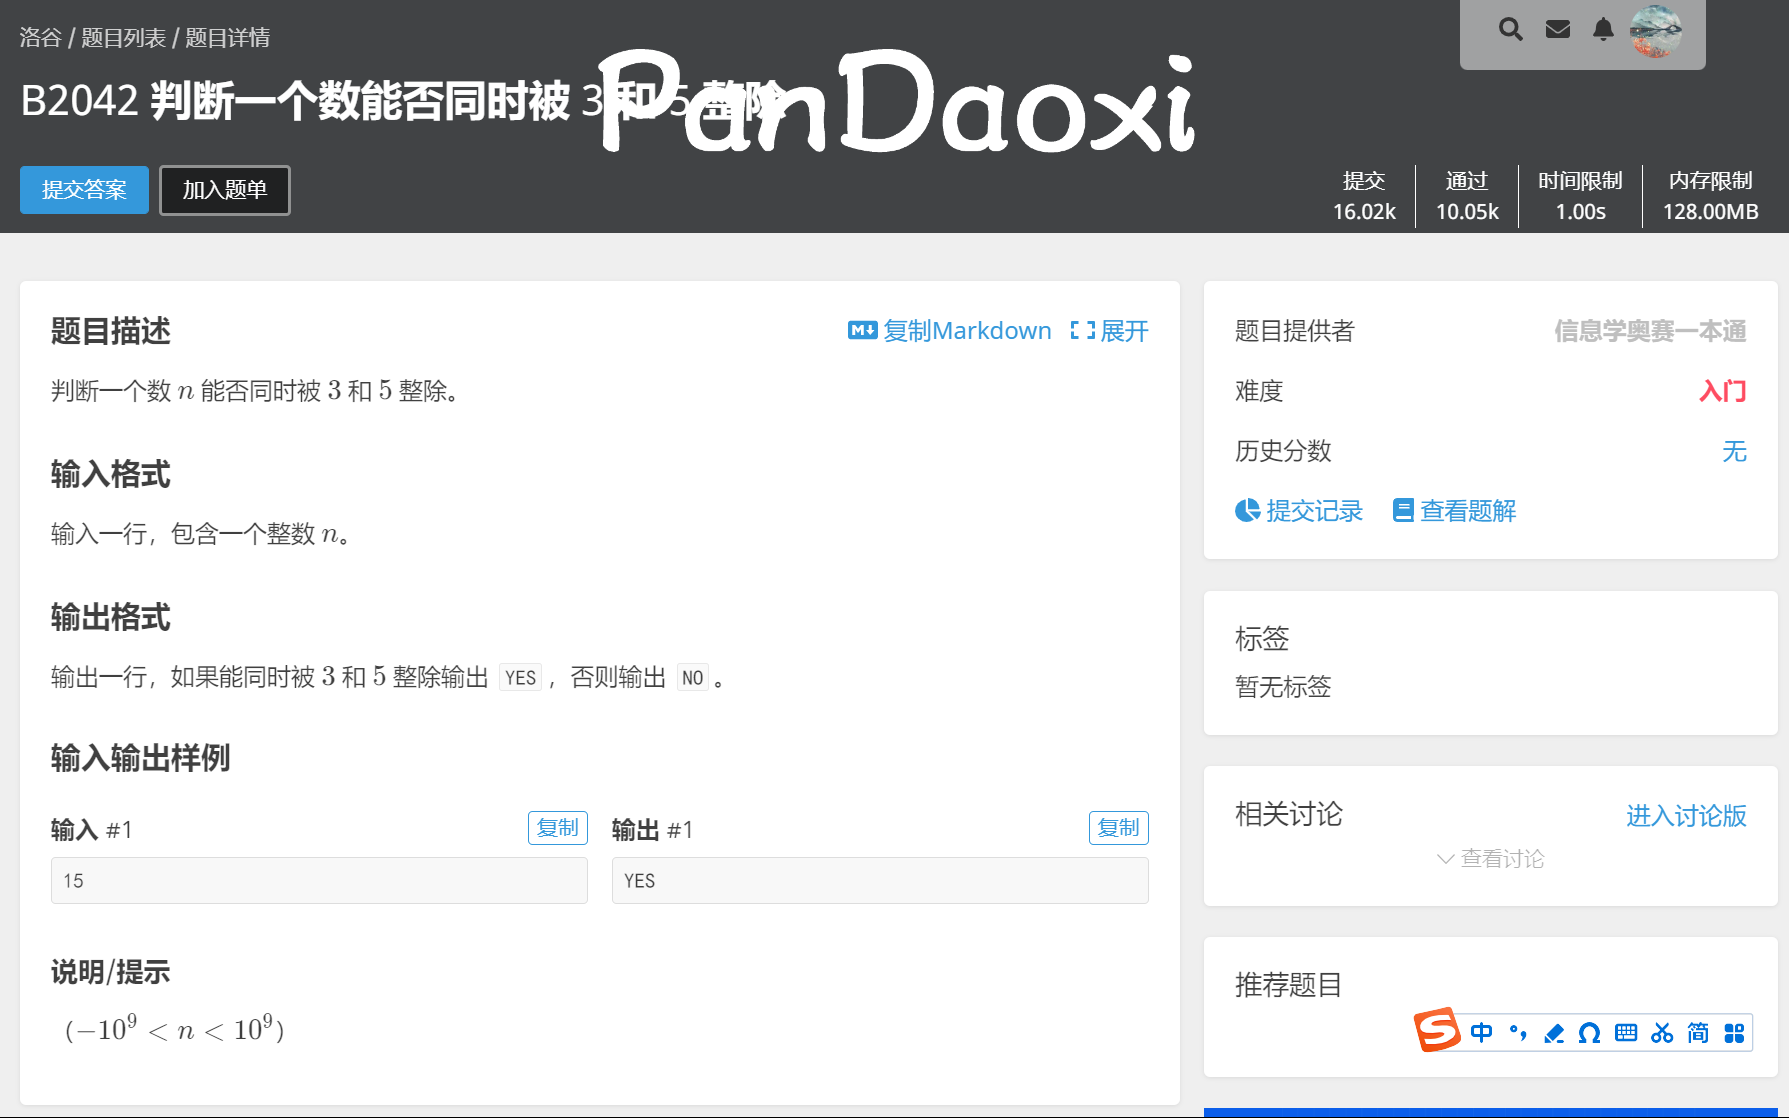 洛谷 / 题目列表 / 题目详情
B2042 判断一个数能否同时被 3 和 5 整除
PanDaoxi
提交答案
加入题单
提交
16.02k
通过
10.05k
时间限制
1.00s
内存限制
128.00MB
题目描述
复制Markdown
展开
判断一个数 n 能否同时被 3 和 5 整除。
输入格式
输入一行，包含一个整数 n。
输出格式
输出一行，如果能同时被 3 和 5 整除输出 YES ，否则输出 NO 。
输入输出样例
输入 #1
复制
输出 #1
复制
15
YES
说明/提示
（−10⁹ < n < 10⁹）
题目提供者
信息学奥赛一本通
难度
入门
历史分数
无
提交记录
查看题解
标签
暂无标签
相关讨论
进入讨论版
查看讨论
推荐题目
S 中 简